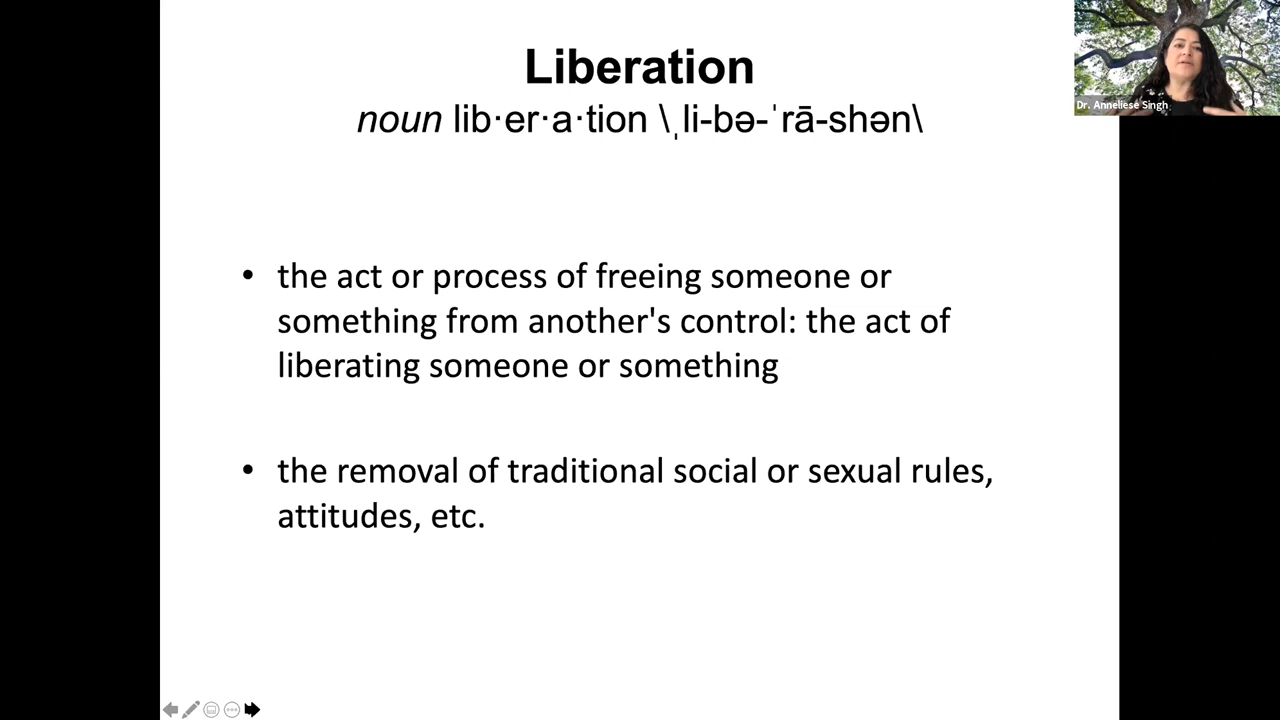 Liberation
noun lib·er·a·tion \ˌli-bə-ˈrā-shən\
Dr. Anneliese Singh
• the act or process of freeing someone or
something from another's control: the act of
liberating someone or something
• the removal of traditional social or sexual rules,
attitudes, etc.